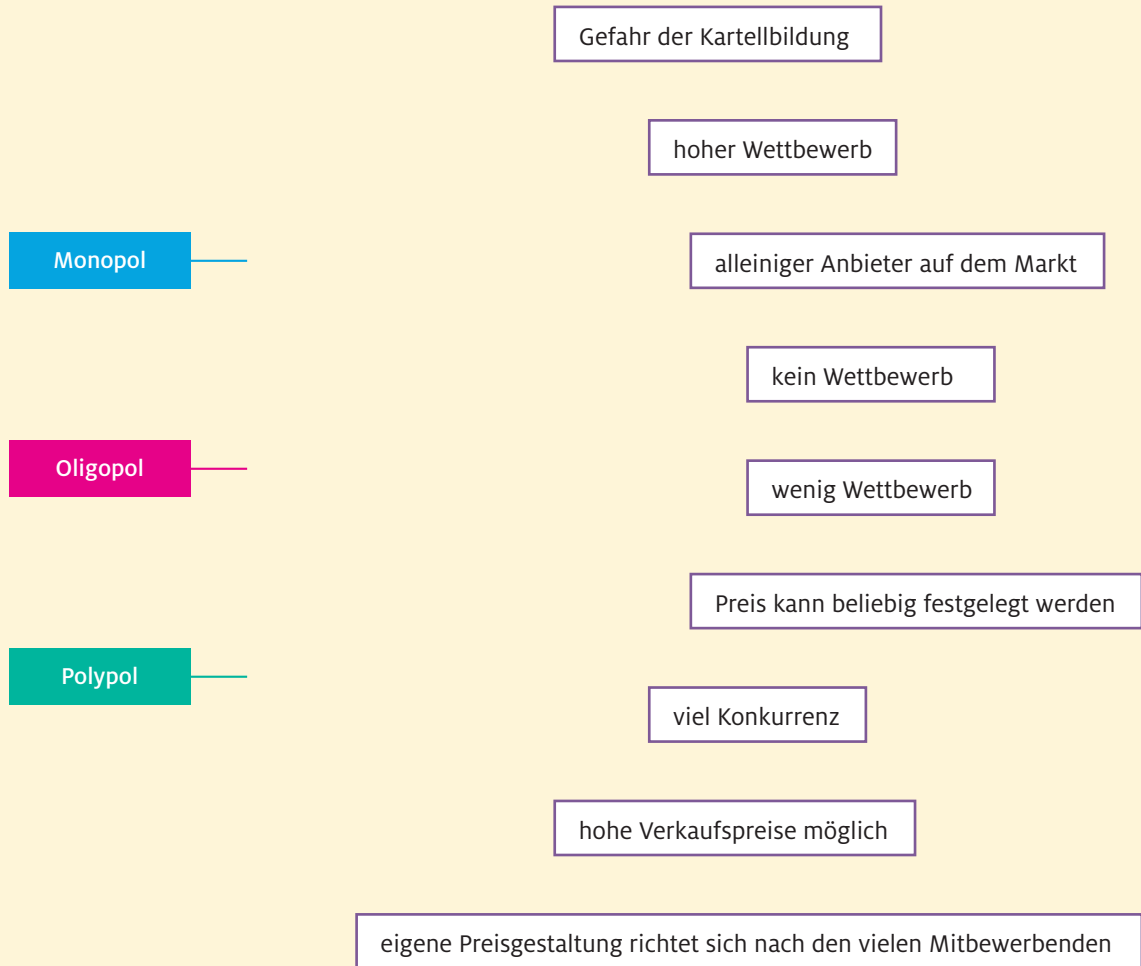 Gefahr der Kartellbildung
hoher Wettbewerb
Monopol
alleiniger Anbieter auf dem Markt
kein Wettbewerb
Oligopol
wenig Wettbewerb
Preis kann beliebig festgelegt werden
Polypol
viel Konkurrenz
hohe Verkaufspreise möglich
eigene Preisgestaltung richtet sich nach den vielen Mitbewerbenden